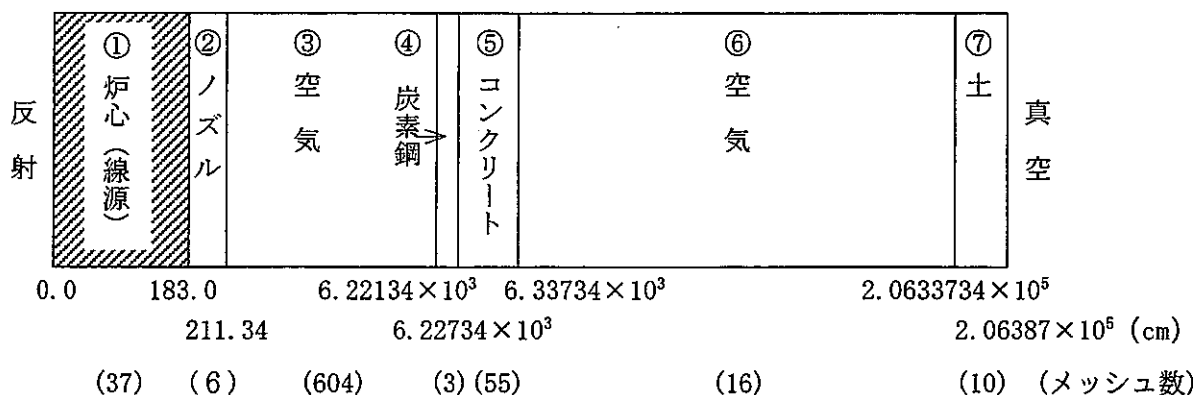 反射
① 炉心(線源)
② ノズル
③ 空気
④ 炭素鋼
⑤ コンクリート
⑥ 空気
⑦ 土
真空
0.0 183.0 6.22134×10³ 6.33734×10³ 2.0633734×10⁵
211.34 6.22734×10³ 2.06387×10⁵ (cm)
(37) (6) (604) (3) (55) (16) (10) (メッシュ数)